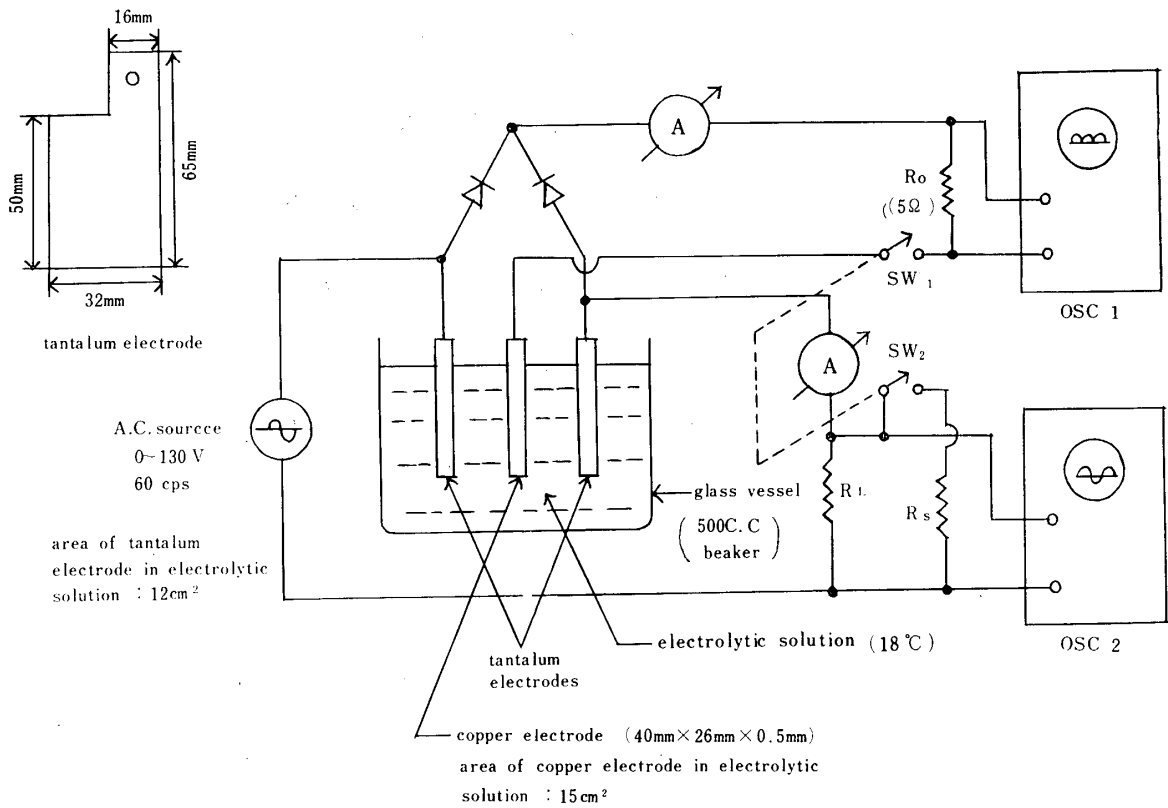 16mm
50mm
65mm
32mm
tantalum electrode
A.C. sourcce
0~130 V
60 cps
area of tantalum
electrode in electrolytic
solution : 12cm²
A
Ro
(5Ω)
SW 1
OSC 1
A
SW2
RL
Rs
OSC 2
glass vessel
( 500C.C
beaker )
electrolytic solution (18℃)
tantalum
electrodes
copper electrode (40mm×26mm×0.5mm)
area of copper electrode in electrolytic
solution : 15cm²